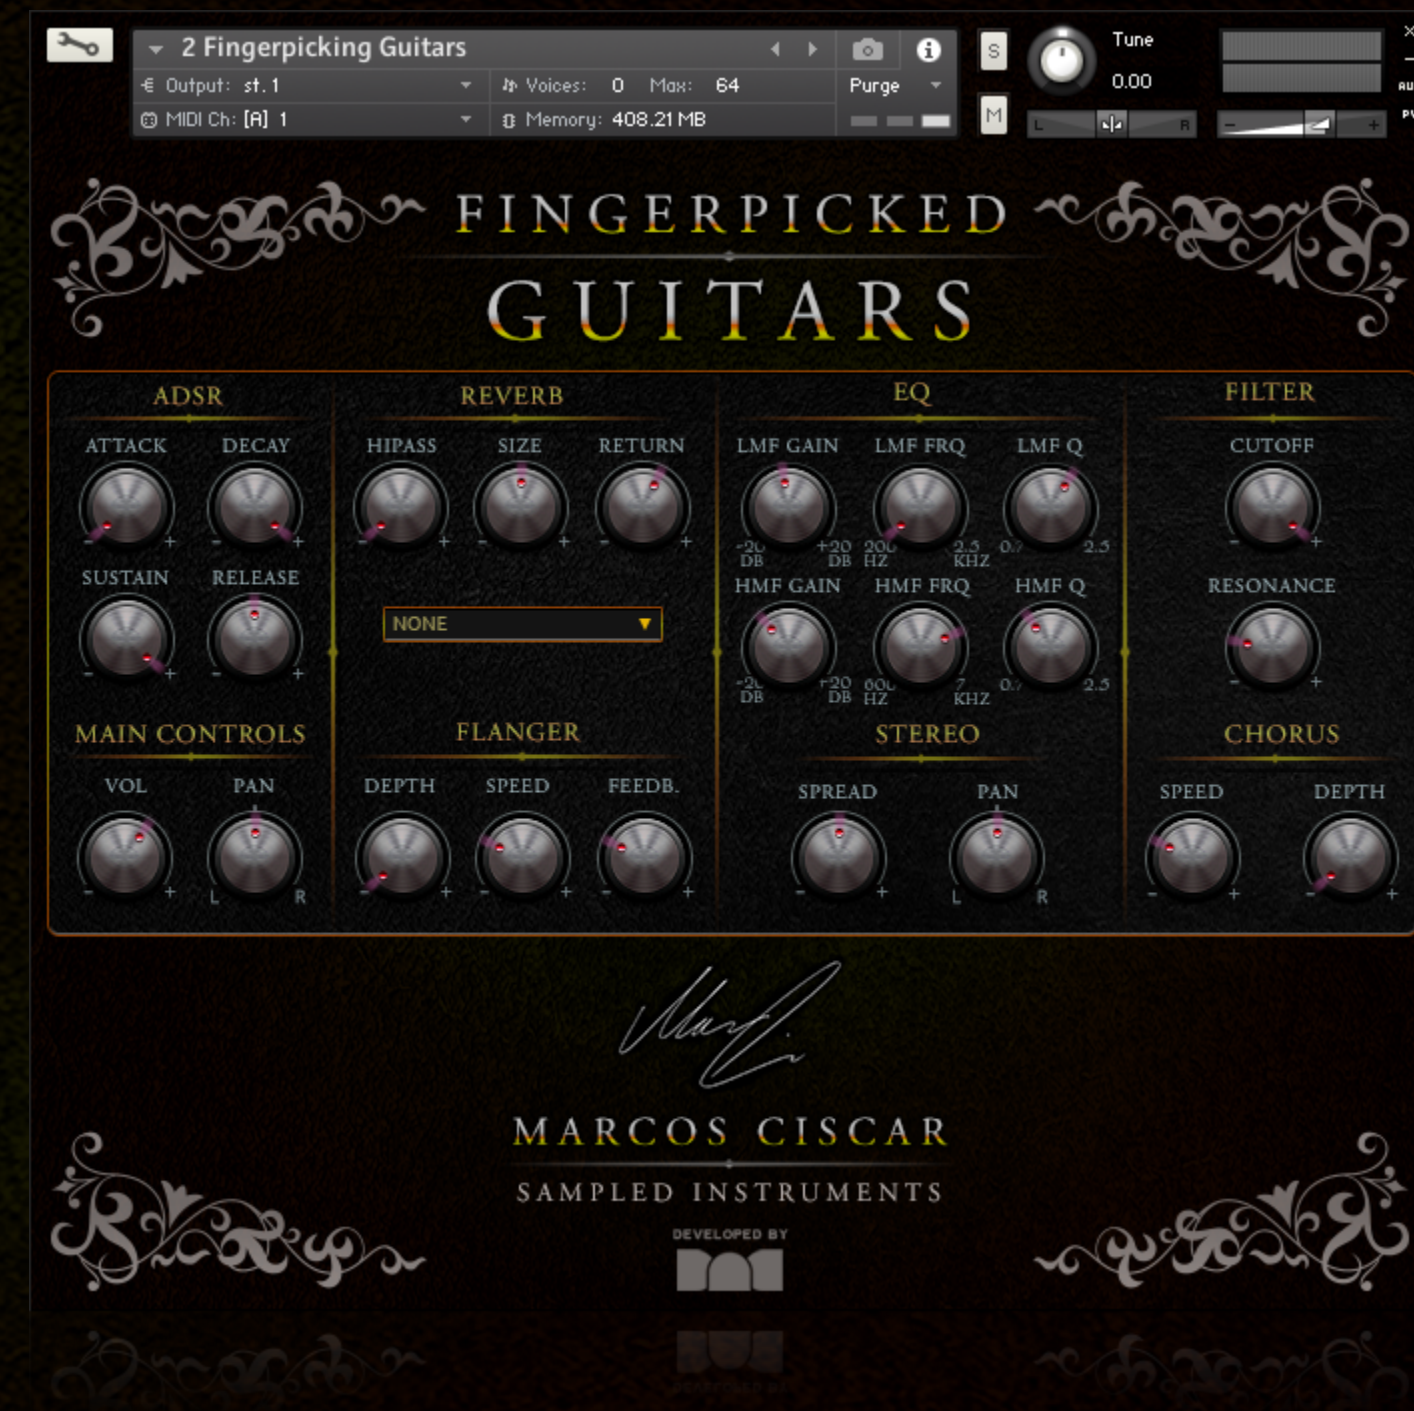 2 Fingerpicking Guitars
S
Tune
Output: st.1
Voices: 0 Max: 64
Purge
0.00
M
MIDI Ch: [A] 1
Memory: 408.21 MB
L R
- +
FINGERPICKED
GUITARS
ADSR
REVERB
EQ
FILTER
ATTACK DECAY
HIPASS SIZE RETURN
LMF GAIN LMF FRQ LMF Q
CUTOFF
- + - +
- + - + - +
-20 DB +20 DB 200 HZ 2.5 KHZ 0.7 2.5
- +
SUSTAIN RELEASE
HMF GAIN HMF FRQ HMF Q
RESONANCE
NONE
- + - +
-20 DB +20 DB 600 HZ 7 KHZ 0.7 2.5
- +
MAIN CONTROLS
FLANGER
STEREO
CHORUS
VOL PAN
DEPTH SPEED FEEDB.
SPREAD PAN
SPEED DEPTH
- + L R
- + - + - +
- + L R
- + - +
MARCOS CISCAR
SAMPLED INSTRUMENTS
DEVELOPED BY